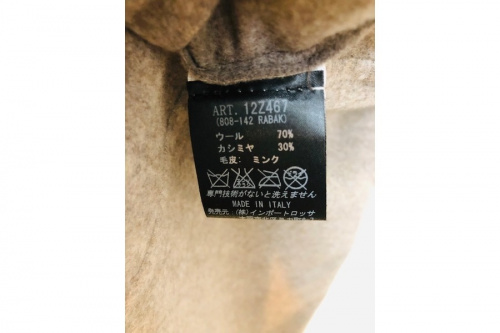 ART. 12Z467
(808-142 RABAK)
ウール 70%
カシミヤ 30%
毛皮: ミンク
専門技術がないと洗えません
MADE IN ITALY
発売元: (株)インポートロッサ